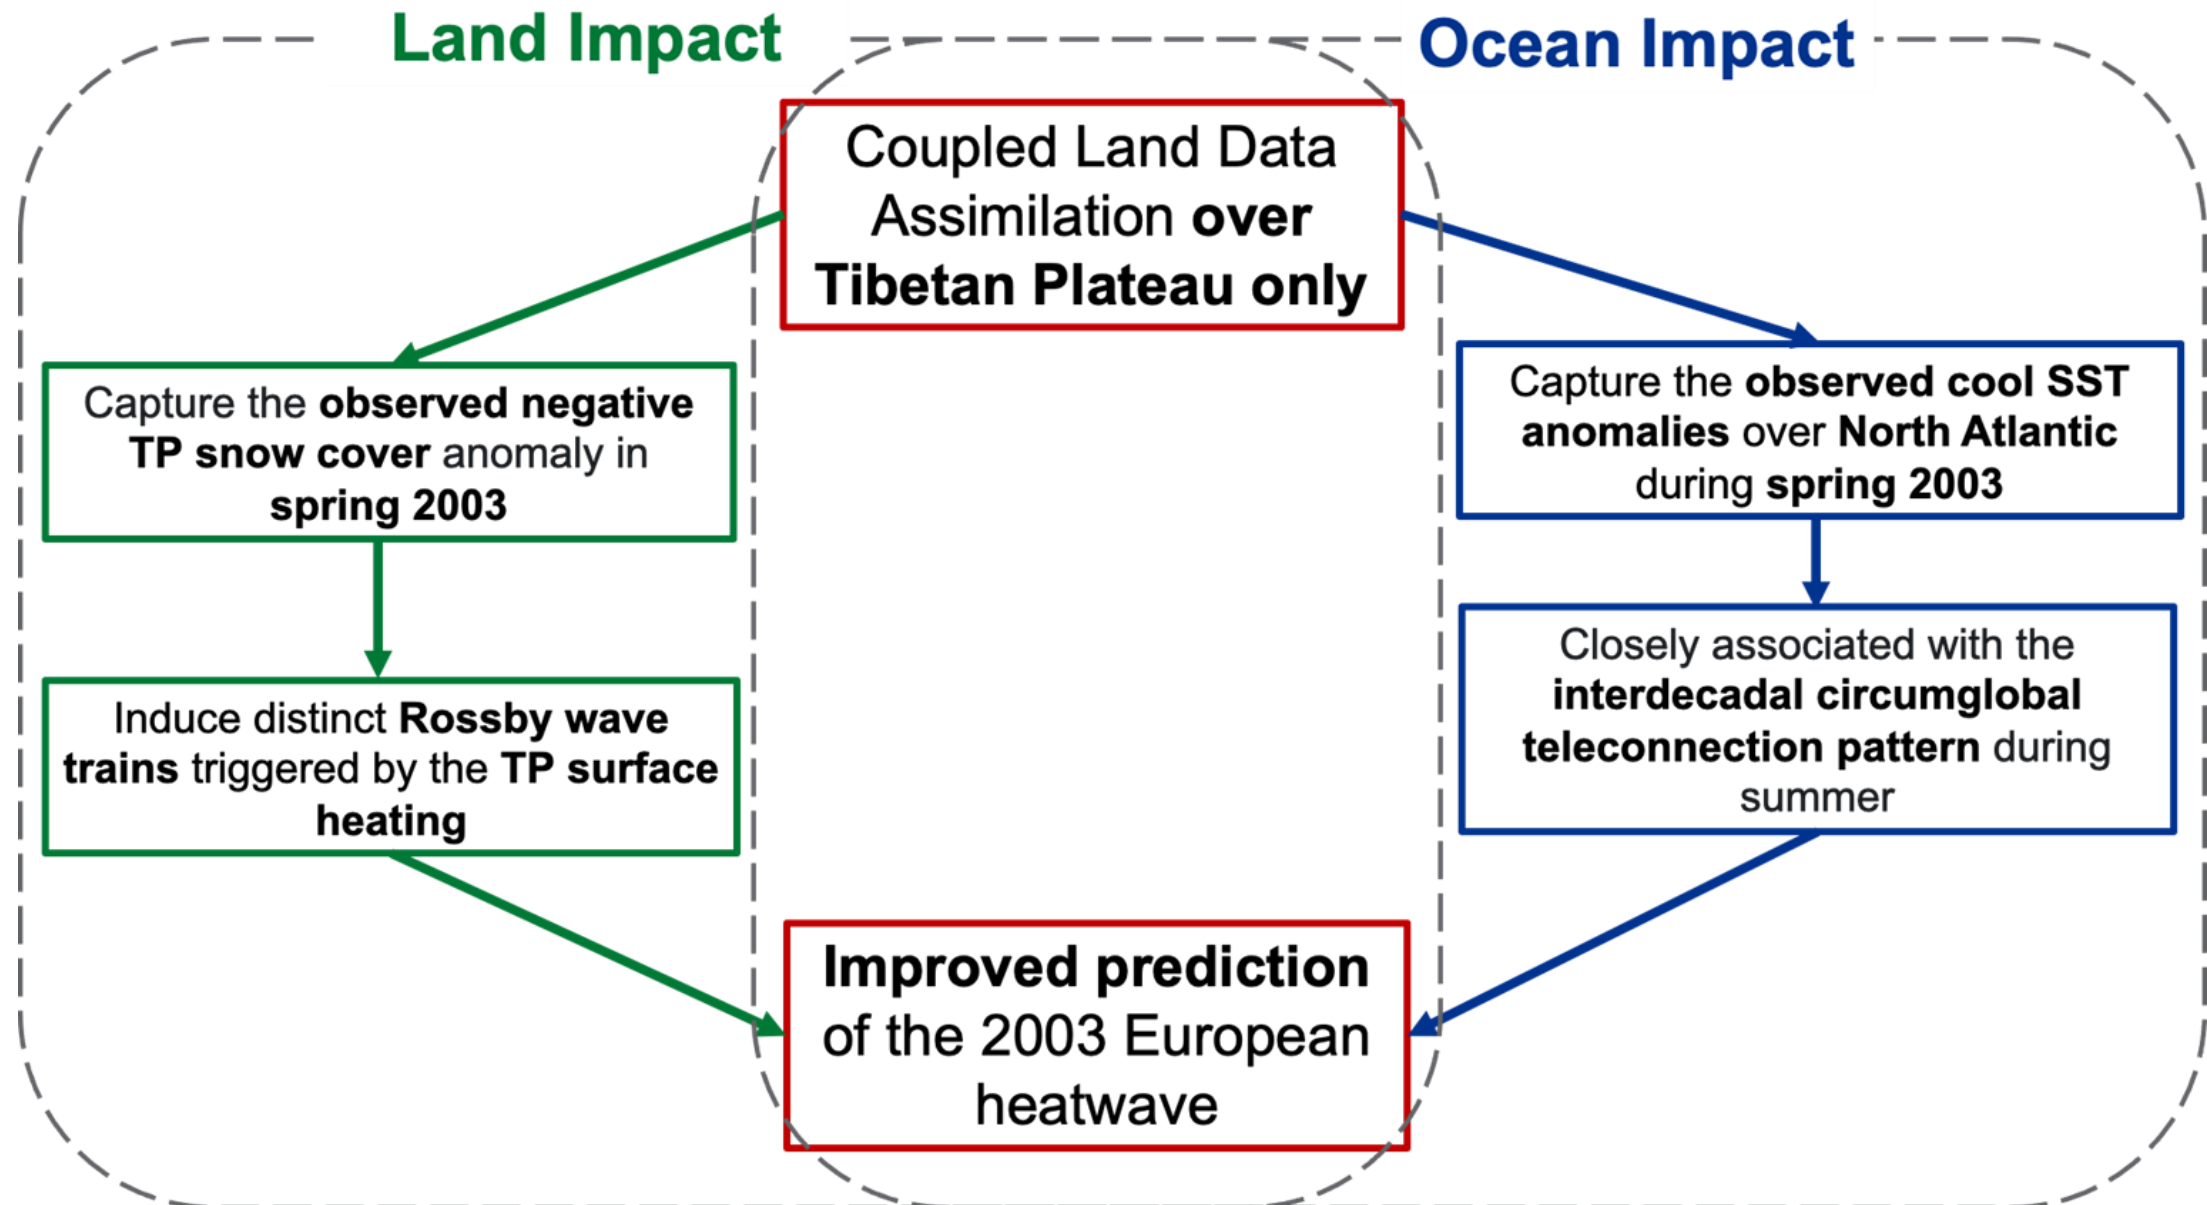 Land Impact
Ocean Impact
Coupled Land Data
Assimilation over
Tibetan Plateau only
Capture the observed negative
TP snow cover anomaly in
spring 2003
Induce distinct Rossby wave
trains triggered by the TP surface
heating
Capture the observed cool SST
anomalies over North Atlantic
during spring 2003
Closely associated with the
interdecadal circumglobal
teleconnection pattern during
summer
Improved prediction
of the 2003 European
heatwave